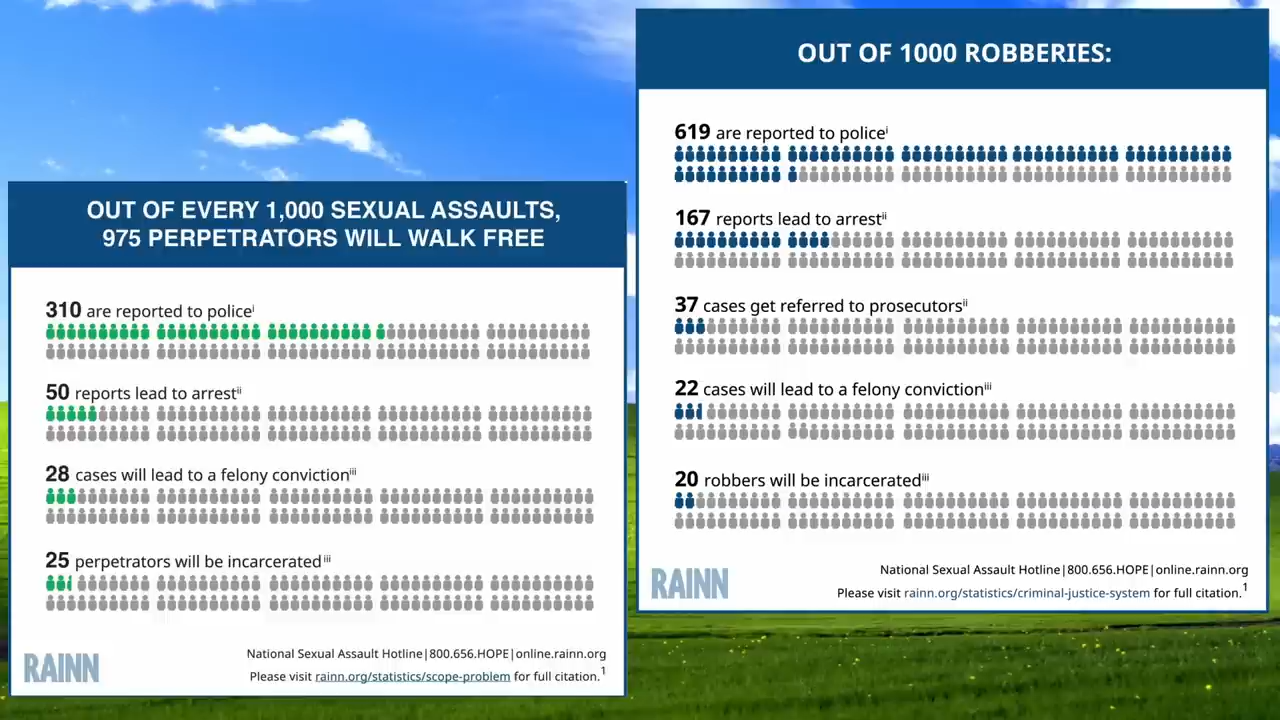 OUT OF EVERY 1,000 SEXUAL ASSAULTS,
975 PERPETRATORS WILL WALK FREE
310 are reported to policeⁱ
50 reports lead to arrestⁱⁱ
28 cases will lead to a felony convictionⁱⁱⁱ
25 perpetrators will be incarceratedⁱⁱⁱ
RAINN
National Sexual Assault Hotline|800.656.HOPE|online.rainn.org
Please visit rainn.org/statistics/scope-problem for full citation.¹
OUT OF 1000 ROBBERIES:
619 are reported to policeⁱ
167 reports lead to arrestⁱⁱ
37 cases get referred to prosecutorsⁱⁱ
22 cases will lead to a felony convictionⁱⁱⁱ
20 robbers will be incarceratedⁱⁱⁱ
RAINN
National Sexual Assault Hotline|800.656.HOPE|online.rainn.org
Please visit rainn.org/statistics/criminal-justice-system for full citation.¹